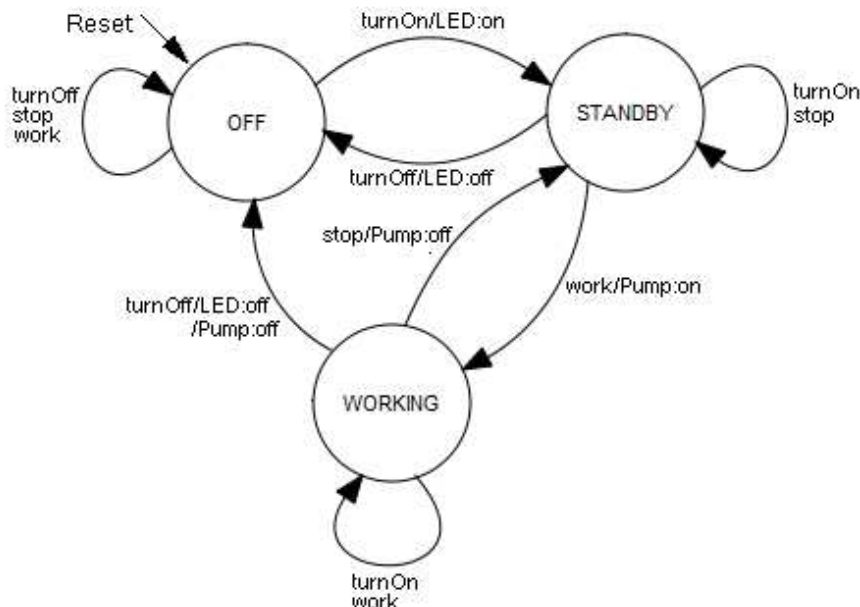 Reset
turnOn/LED:on
turnOff
stop
work
OFF
STANDBY
turnOn
stop
turnOff/LED:off
stop/Pump:off
work/Pump:on
turnOff/LED:off
/Pump:off
WORKING
turnOn
work